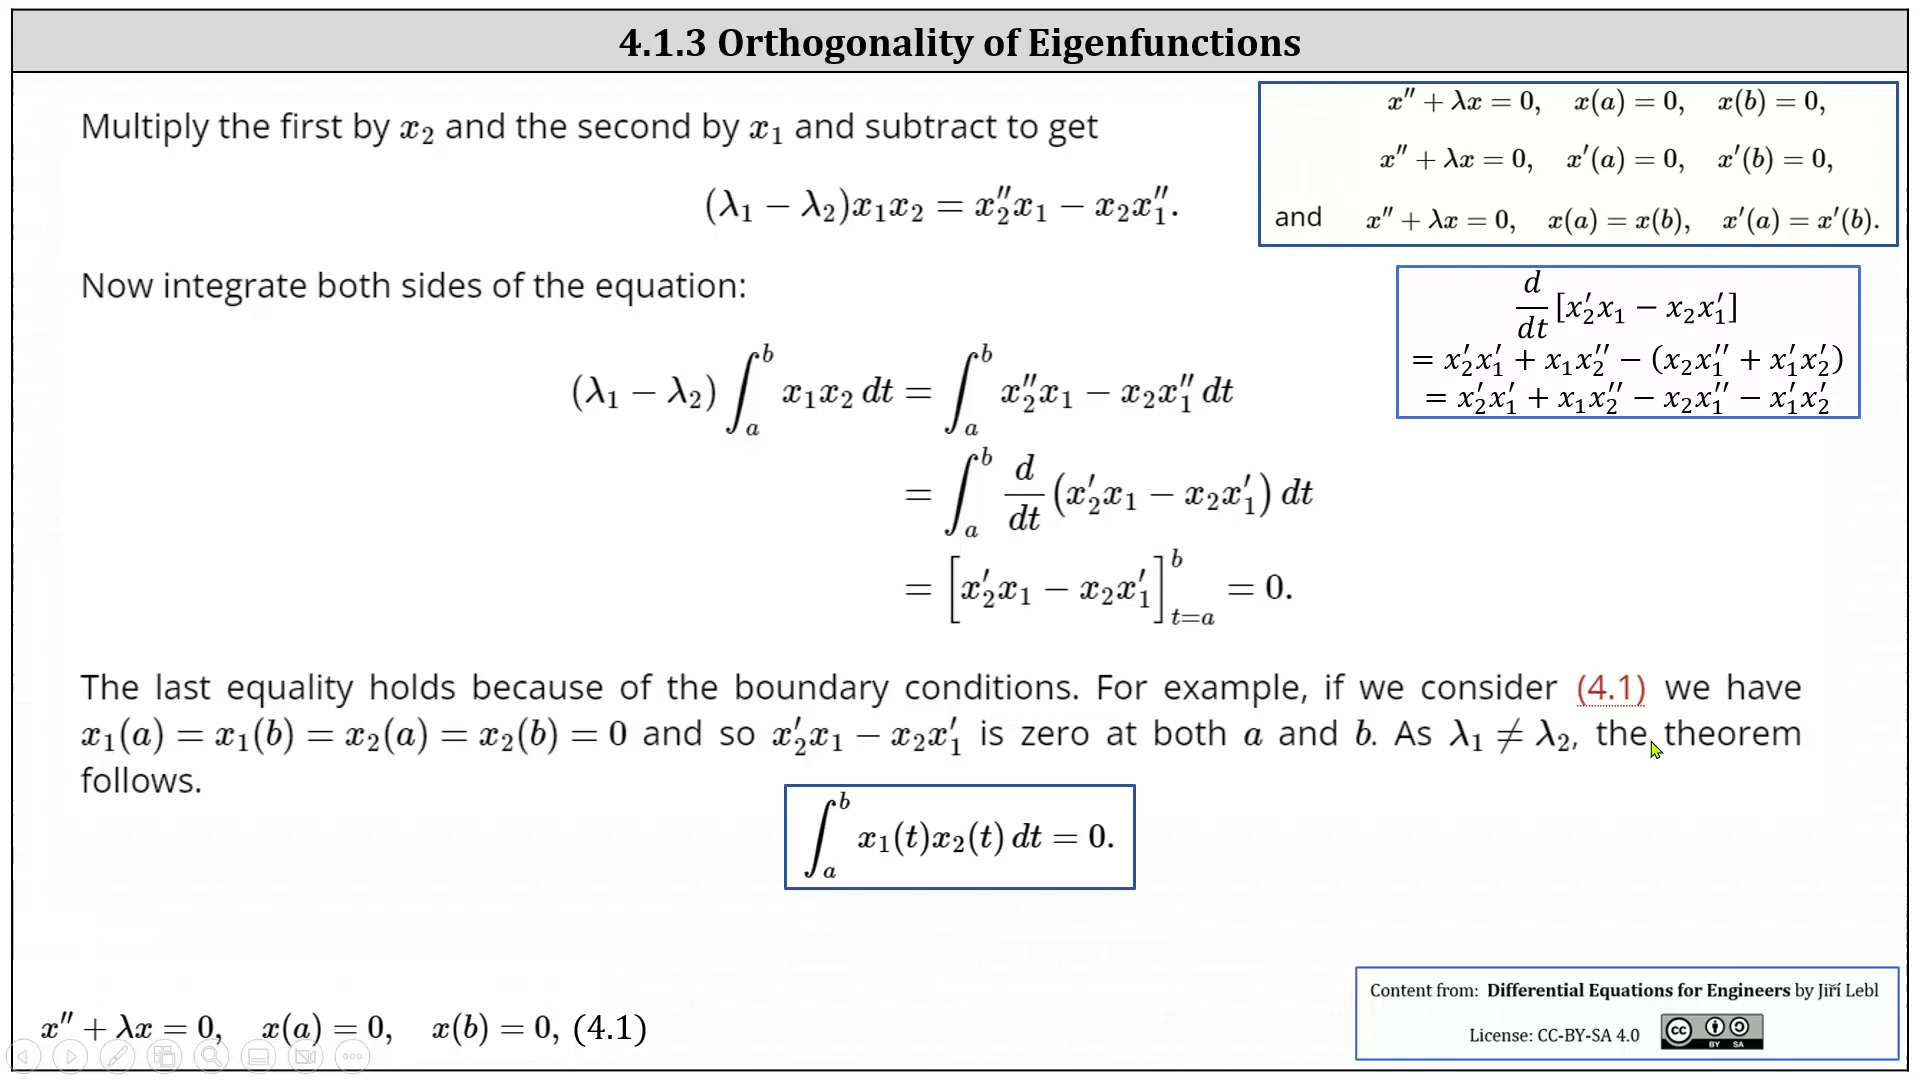 4.1.3 Orthogonality of Eigenfunctions
Multiply the first by x₂ and the second by x₁ and subtract to get
(λ₁ − λ₂)x₁x₂ = x₂″x₁ − x₂x₁″.
x″ + λx = 0, x(a) = 0, x(b) = 0,
x″ + λx = 0, x′(a) = 0, x′(b) = 0,
and x″ + λx = 0, x(a) = x(b), x′(a) = x′(b).
Now integrate both sides of the equation:
d/dt [x₂′x₁ − x₂x₁′]
= x₂′x₁′ + x₁x₂″ − (x₂x₁″ + x₁′x₂′)
= x₂′x₁′ + x₁x₂″ − x₂x₁″ − x₁′x₂′
(λ₁ − λ₂) ∫ₐᵇ x₁x₂ dt = ∫ₐᵇ x₂″x₁ − x₂x₁″ dt
= ∫ₐᵇ d/dt (x₂′x₁ − x₂x₁′) dt
= [x₂′x₁ − x₂x₁′]ᵇₜ₌ₐ = 0.
The last equality holds because of the boundary conditions. For example, if we consider (4.1) we have
x₁(a) = x₁(b) = x₂(a) = x₂(b) = 0 and so x₂′x₁ − x₂x₁′ is zero at both a and b. As λ₁ ≠ λ₂, the theorem
follows.
∫ₐᵇ x₁(t)x₂(t) dt = 0.
x″ + λx = 0, x(a) = 0, x(b) = 0, (4.1)
Content from: Differential Equations for Engineers by Jiří Lebl
License: CC-BY-SA 4.0
cc BY SA